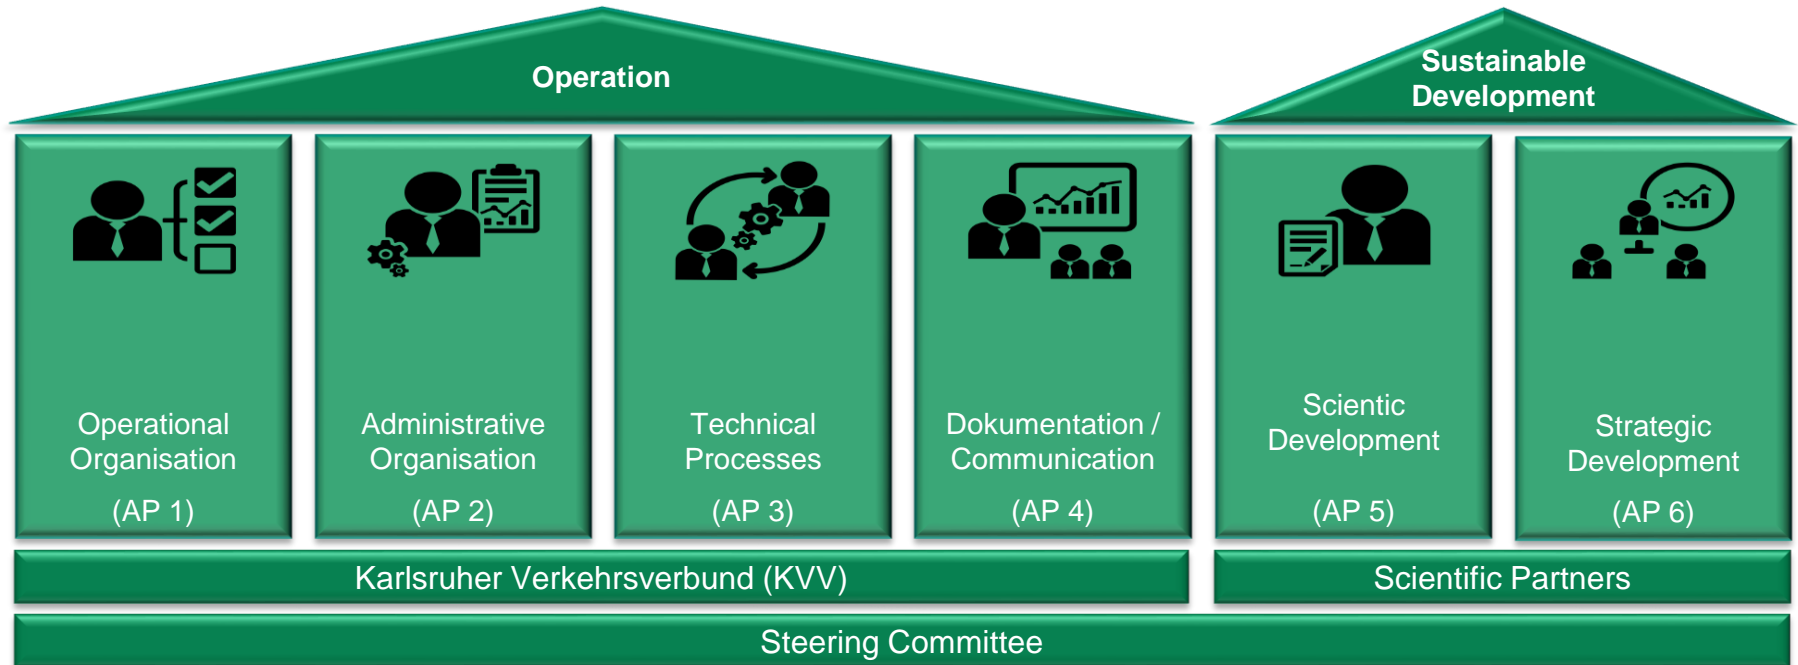 Operation
Sustainable
Development
Operational
Organisation
(AP 1)
Administrative
Organisation
(AP 2)
Technical
Processes
(AP 3)
Dokumentation /
Communication
(AP 4)
Scientic
Development
(AP 5)
Strategic
Development
(AP 6)
Karlsruher Verkehrsverbund (KVV)
Scientific Partners
Steering Committee